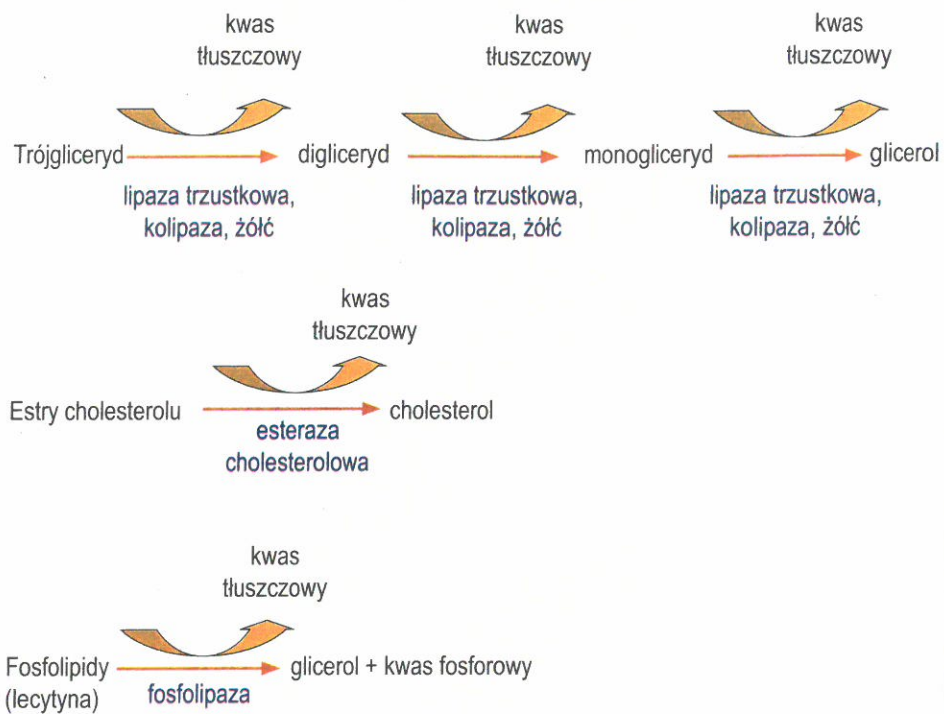 kwas
tłuszczowy
kwas
tłuszczowy
kwas
tłuszczowy
Trójgliceryd
digliceryd
monogliceryd
glicerol
lipaza trzustkowa,
kolipaza, żółć
lipaza trzustkowa,
kolipaza, żółć
lipaza trzustkowa,
kolipaza, żółć
kwas
tłuszczowy
Estry cholesterolu
cholesterol
esteraza
cholesterolowa
kwas
tłuszczowy
Fosfolipidy
(lecytyna)
glicerol + kwas fosforowy
fosfolipaza